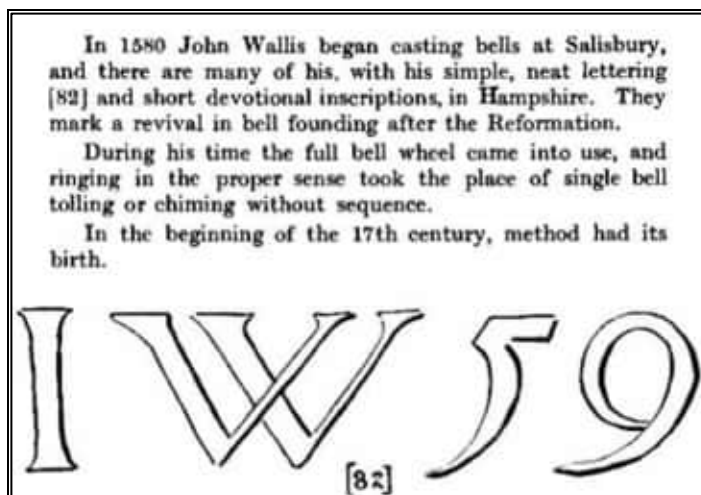 In 1580 John Wallis began casting bells at Salisbury,
and there are many of his, with his simple, neat lettering
[82] and short devotional inscriptions, in Hampshire. They
mark a revival in bell founding after the Reformation.
During his time the full bell wheel came into use, and
ringing in the proper sense took the place of single bell
tolling or chiming without sequence.
In the beginning of the 17th century, method had its
birth.
I W 59
[82]